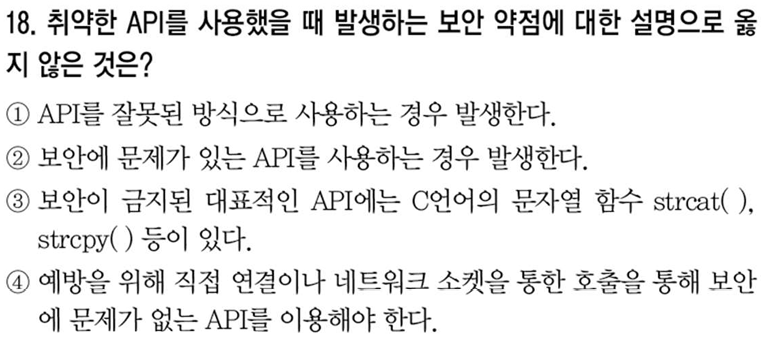 18. 취약한 API를 사용했을 때 발생하는 보안 약점에 대한 설명으로 옳
지 않은 것은?
① API를 잘못된 방식으로 사용하는 경우 발생한다.
② 보안에 문제가 있는 API를 사용하는 경우 발생한다.
③ 보안이 금지된 대표적인 API에는 C언어의 문자열 함수 strcat( ),
strcpy( ) 등이 있다.
④ 예방을 위해 직접 연결이나 네트워크 소켓을 통한 호출을 통해 보안
에 문제가 없는 API를 이용해야 한다.